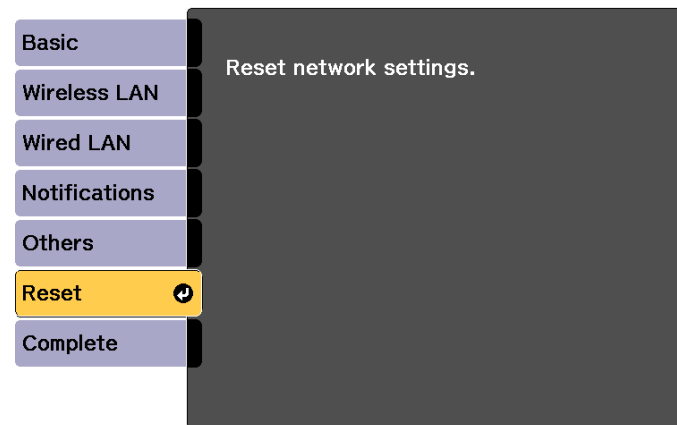 Basic
Wireless LAN
Wired LAN
Notifications
Others
Reset
Complete
Reset network settings.